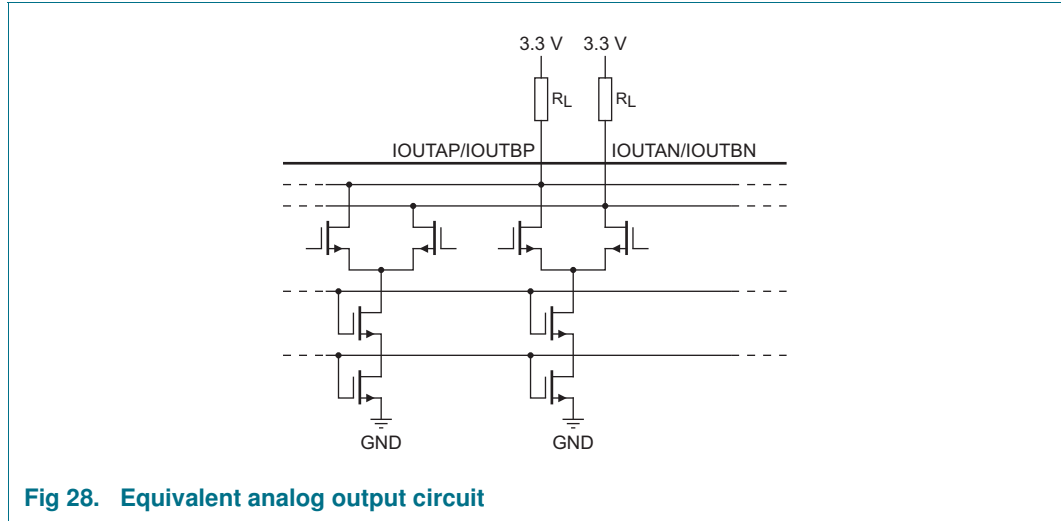 3.3 V 3.3 V
RL RL
IOUTAP/IOUTBP IOUTAN/IOUTBN
GND GND
Fig 28. Equivalent analog output circuit